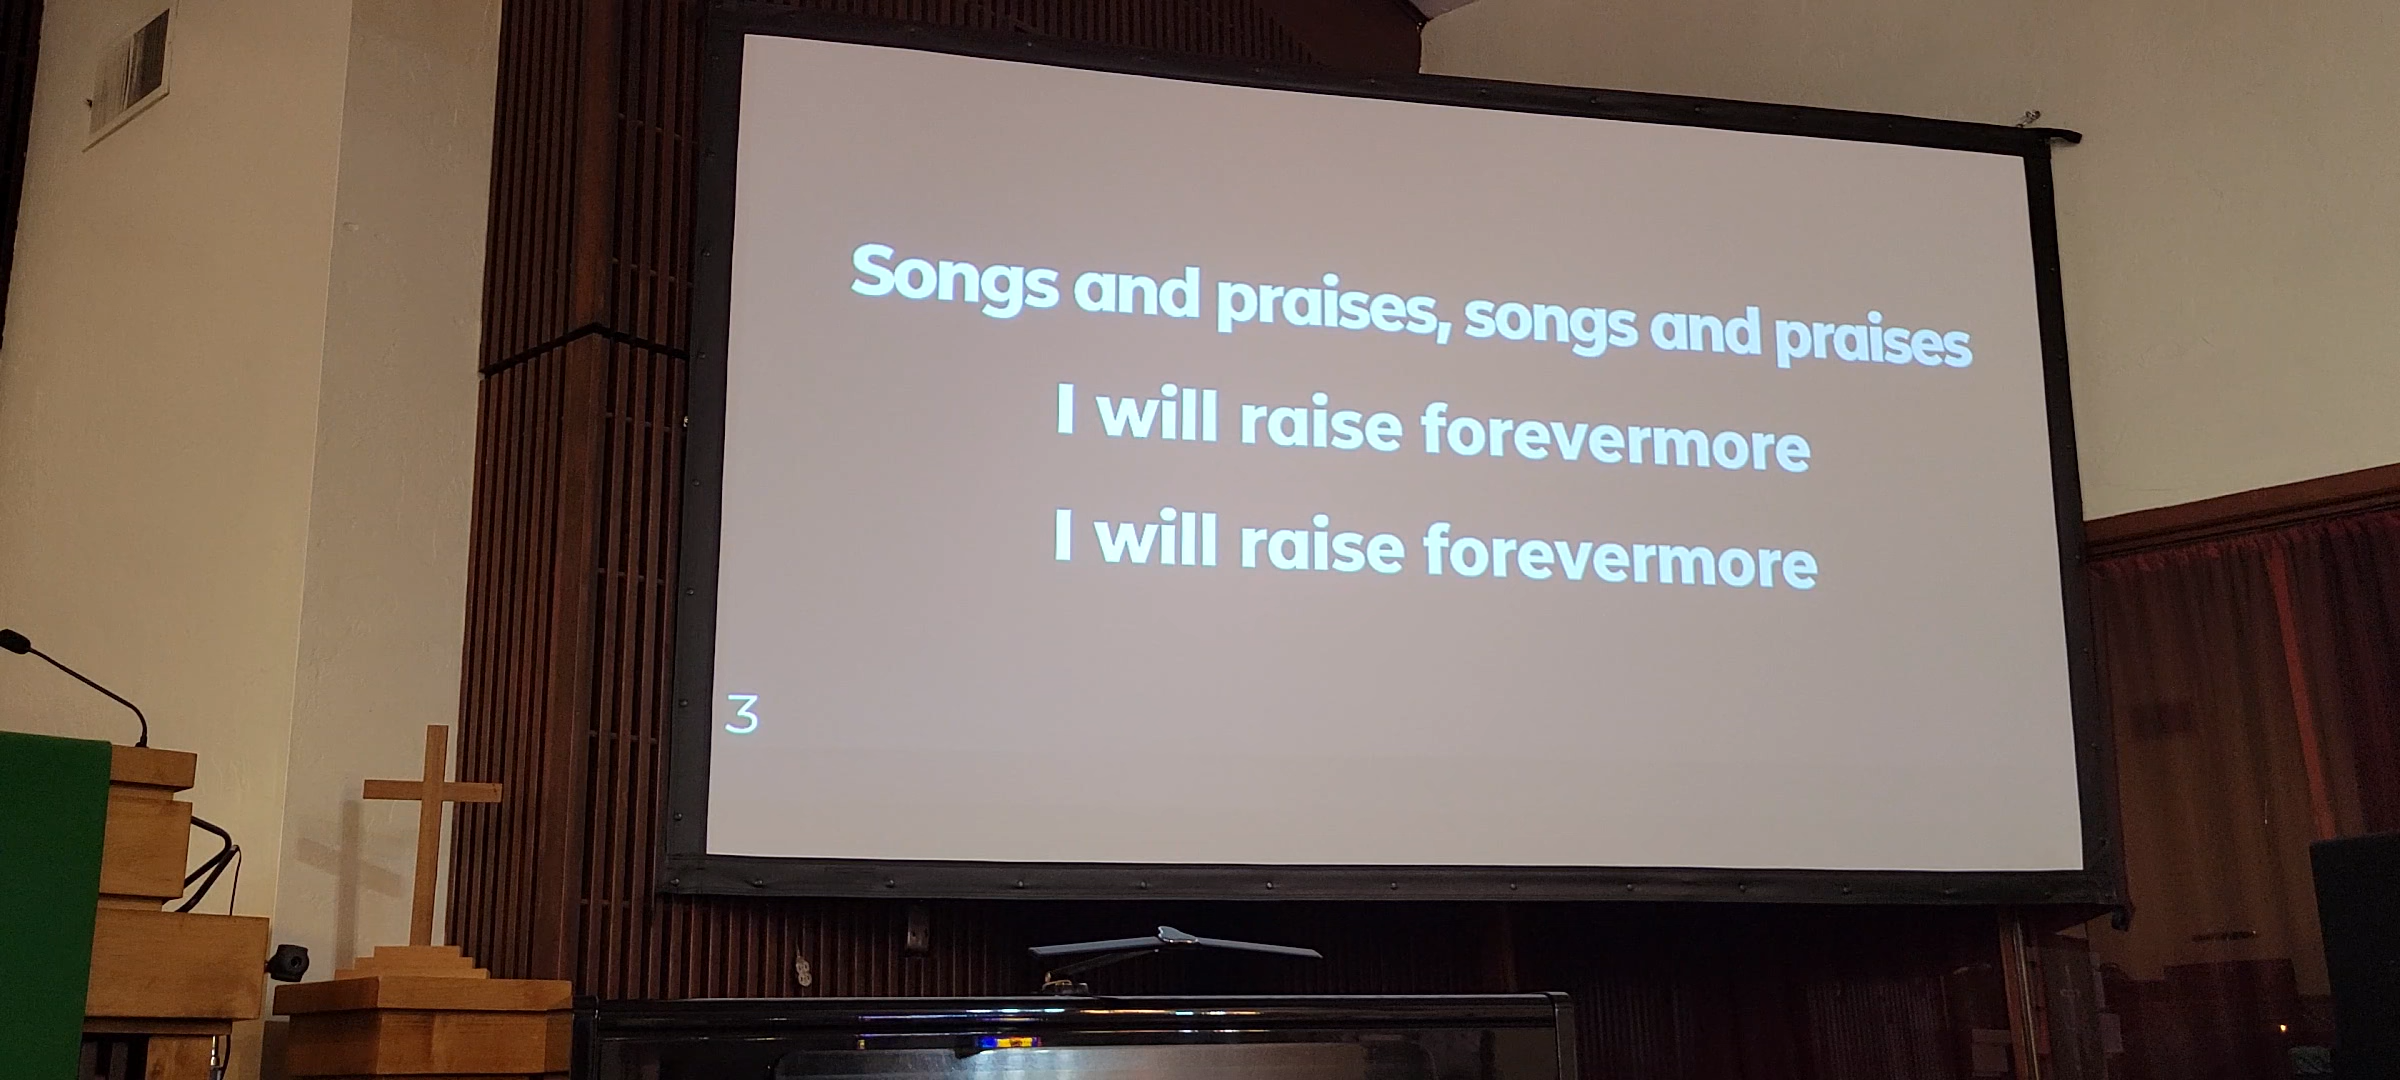 Songs and praises, songs and praises
I will raise forevermore
I will raise forevermore
3